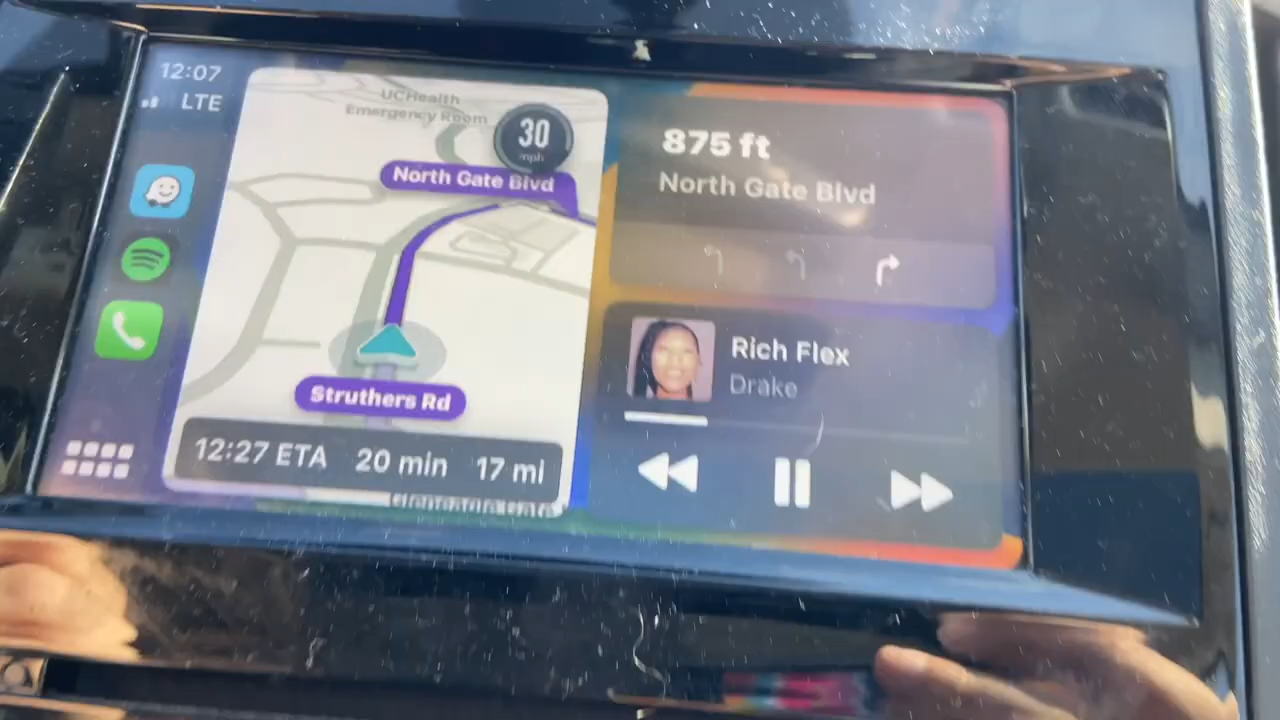 12:07
LTE
UCHealth
Emergency Room
30
mph
North Gate Blvd
Struthers Rd
12:27 ETA 20 min 17 mi
875 ft
North Gate Blvd
Rich Flex
Drake